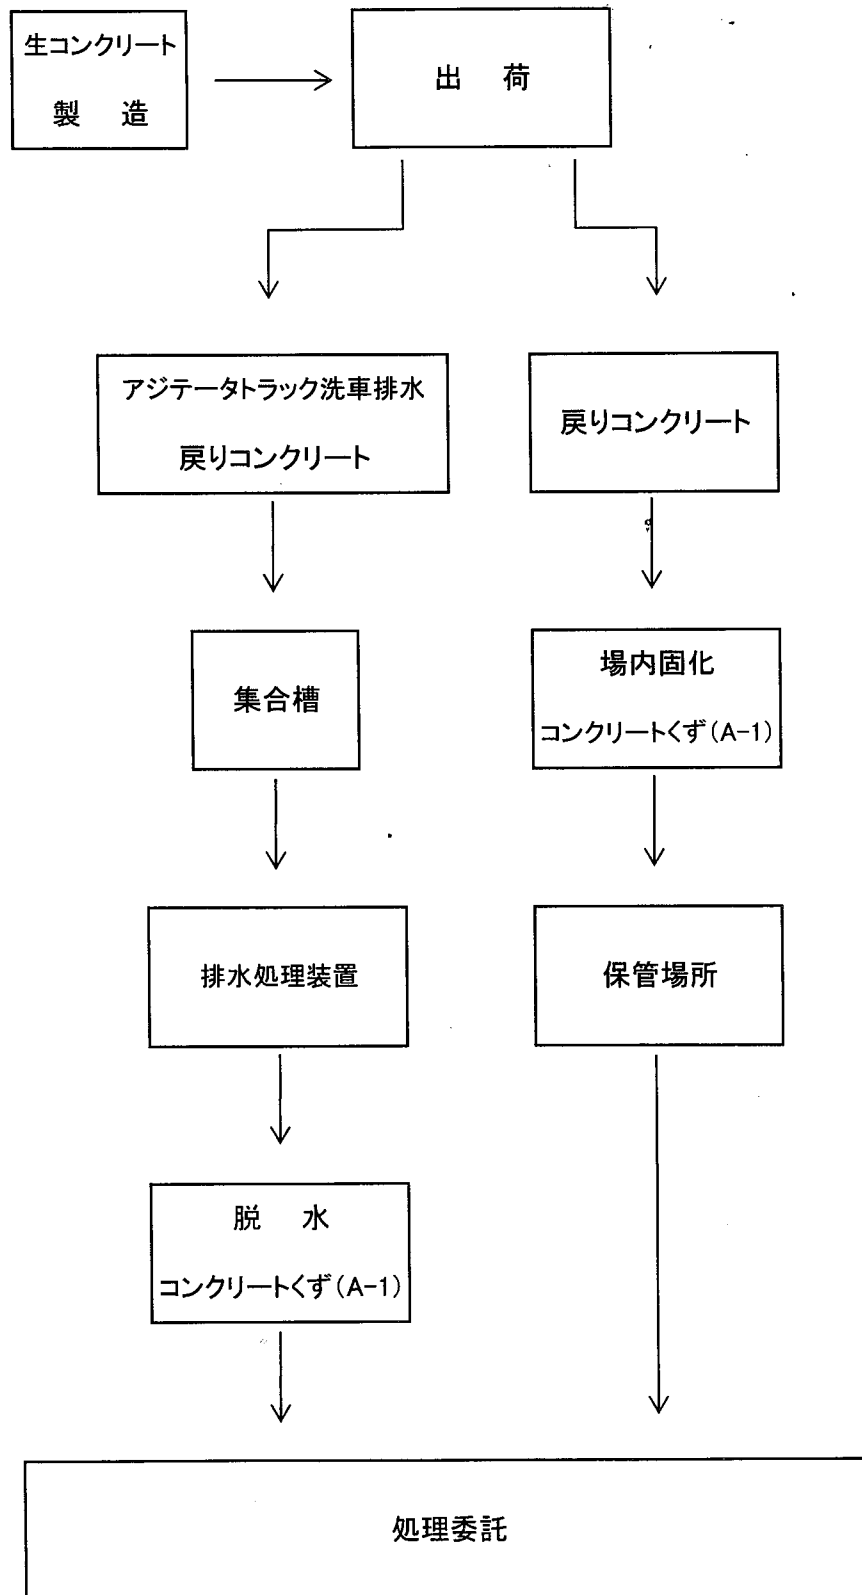 生コンクリート
製　造
出　荷
アジテータトラック洗車排水
戻りコンクリート
戻りコンクリート
集合槽
場内固化
コンクリートくず(A-1)
排水処理装置
保管場所
脱　水
コンクリートくず(A-1)
処理委託